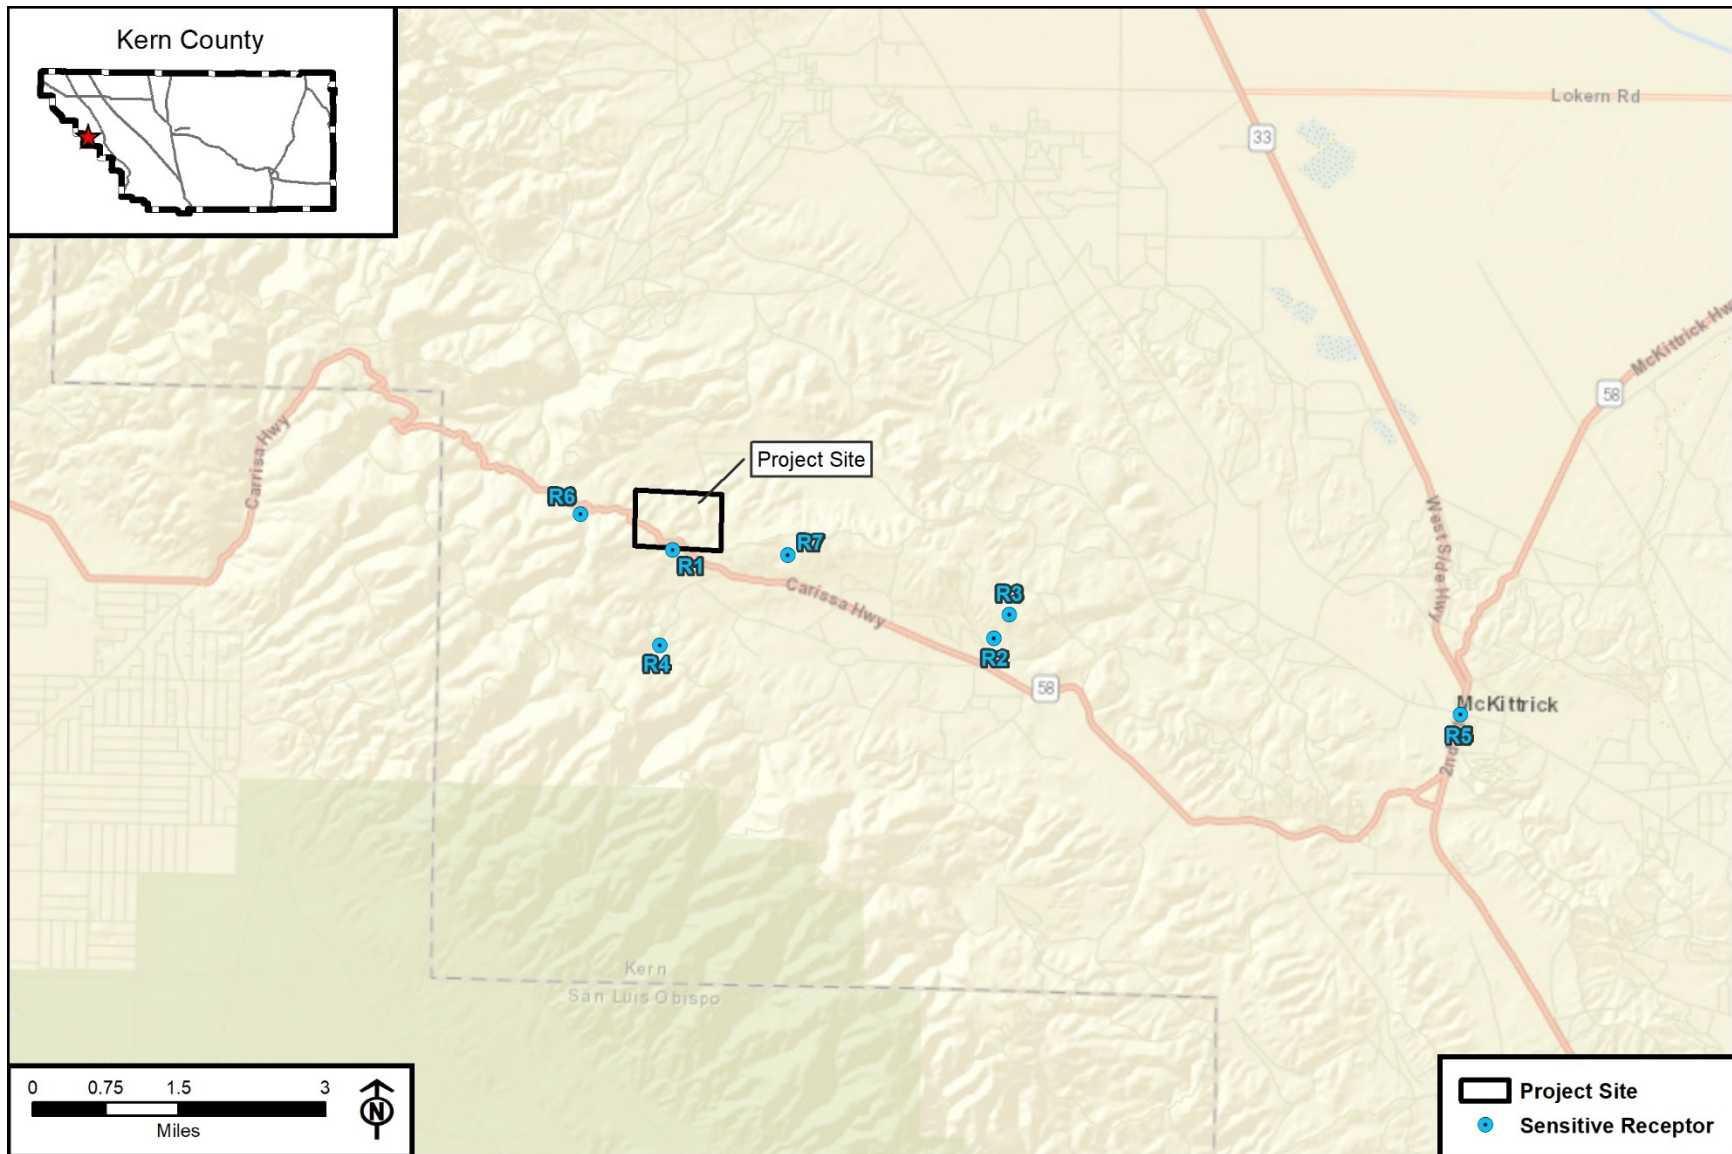 Kern County
Lokern Rd
33
McKittrick Hwy
58
Carrisa Hwy
Project Site
West Side Hwy
R6
R7
R1
Carissa Hwy
R3
R4
R2
58
McKittrick
R5
2nd
Kern
San Luis Obispo
0 0.75 1.5 3
Miles
N
Project Site
Sensitive Receptor